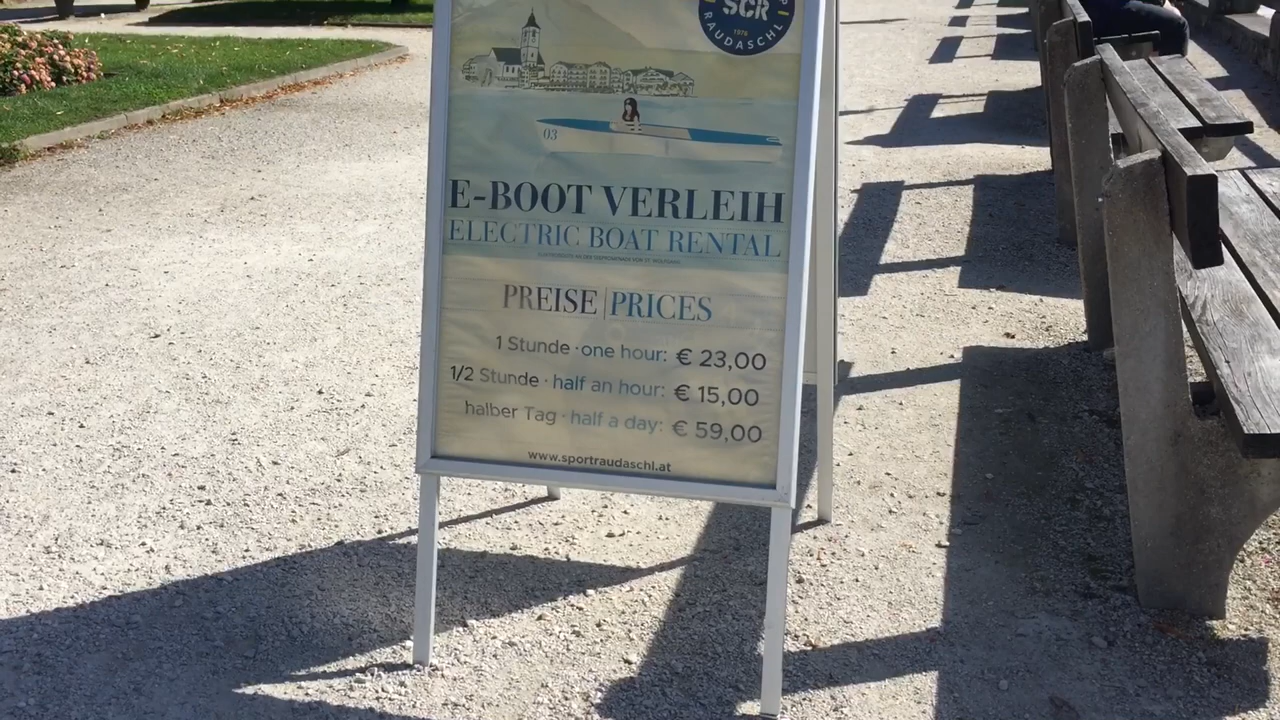 SCR
1976
RAUDASCHL
03
E-BOOT VERLEIH
ELECTRIC BOAT RENTAL
PREISE | PRICES
1 Stunde · one hour: € 23,00
1/2 Stunde · half an hour: € 15,00
halber Tag · half a day: € 59,00
www.sportraudaschl.at